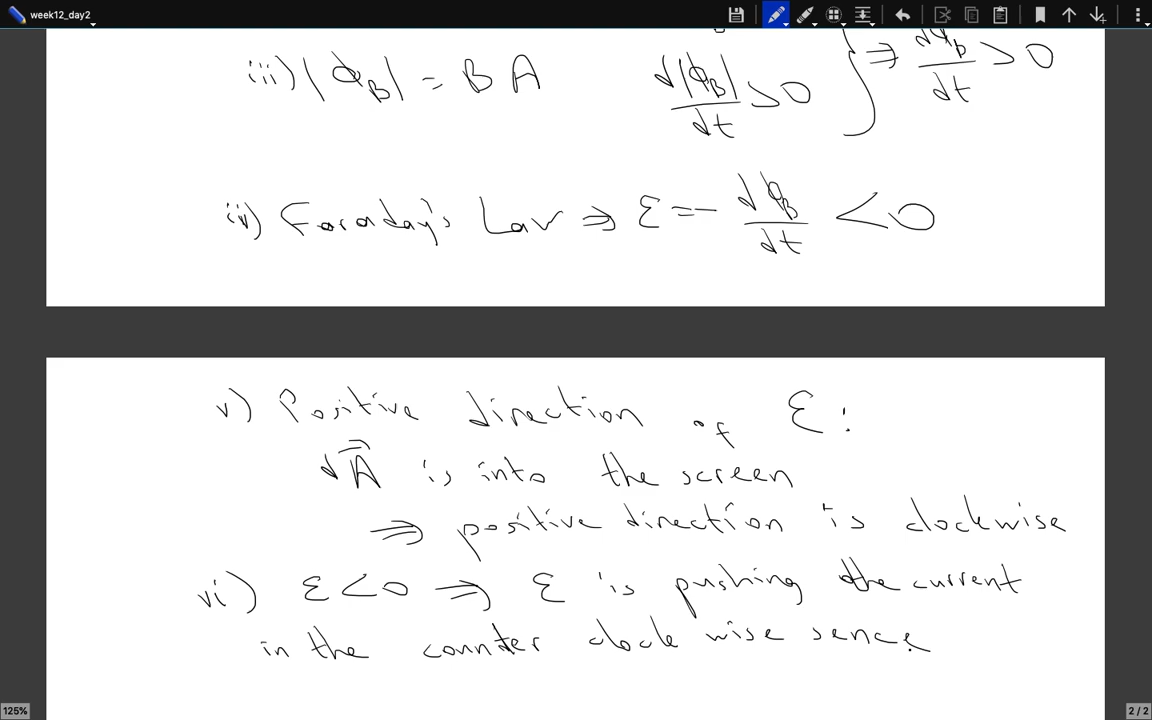 week12_day2
iii) |Φ_B| = B A
d|Φ_B|/dt > 0 } ⇒ dΦ_B/dt > 0
iv) Faraday's Law ⇒ ε = - dΦ_B/dt < 0
v) Positive direction of ε :
dA⃗ is into the screen
⇒ positive direction is clockwise
vi) ε < 0 ⇒ ε is pushing the current
in the counter clock wise sence
125%
2 / 2